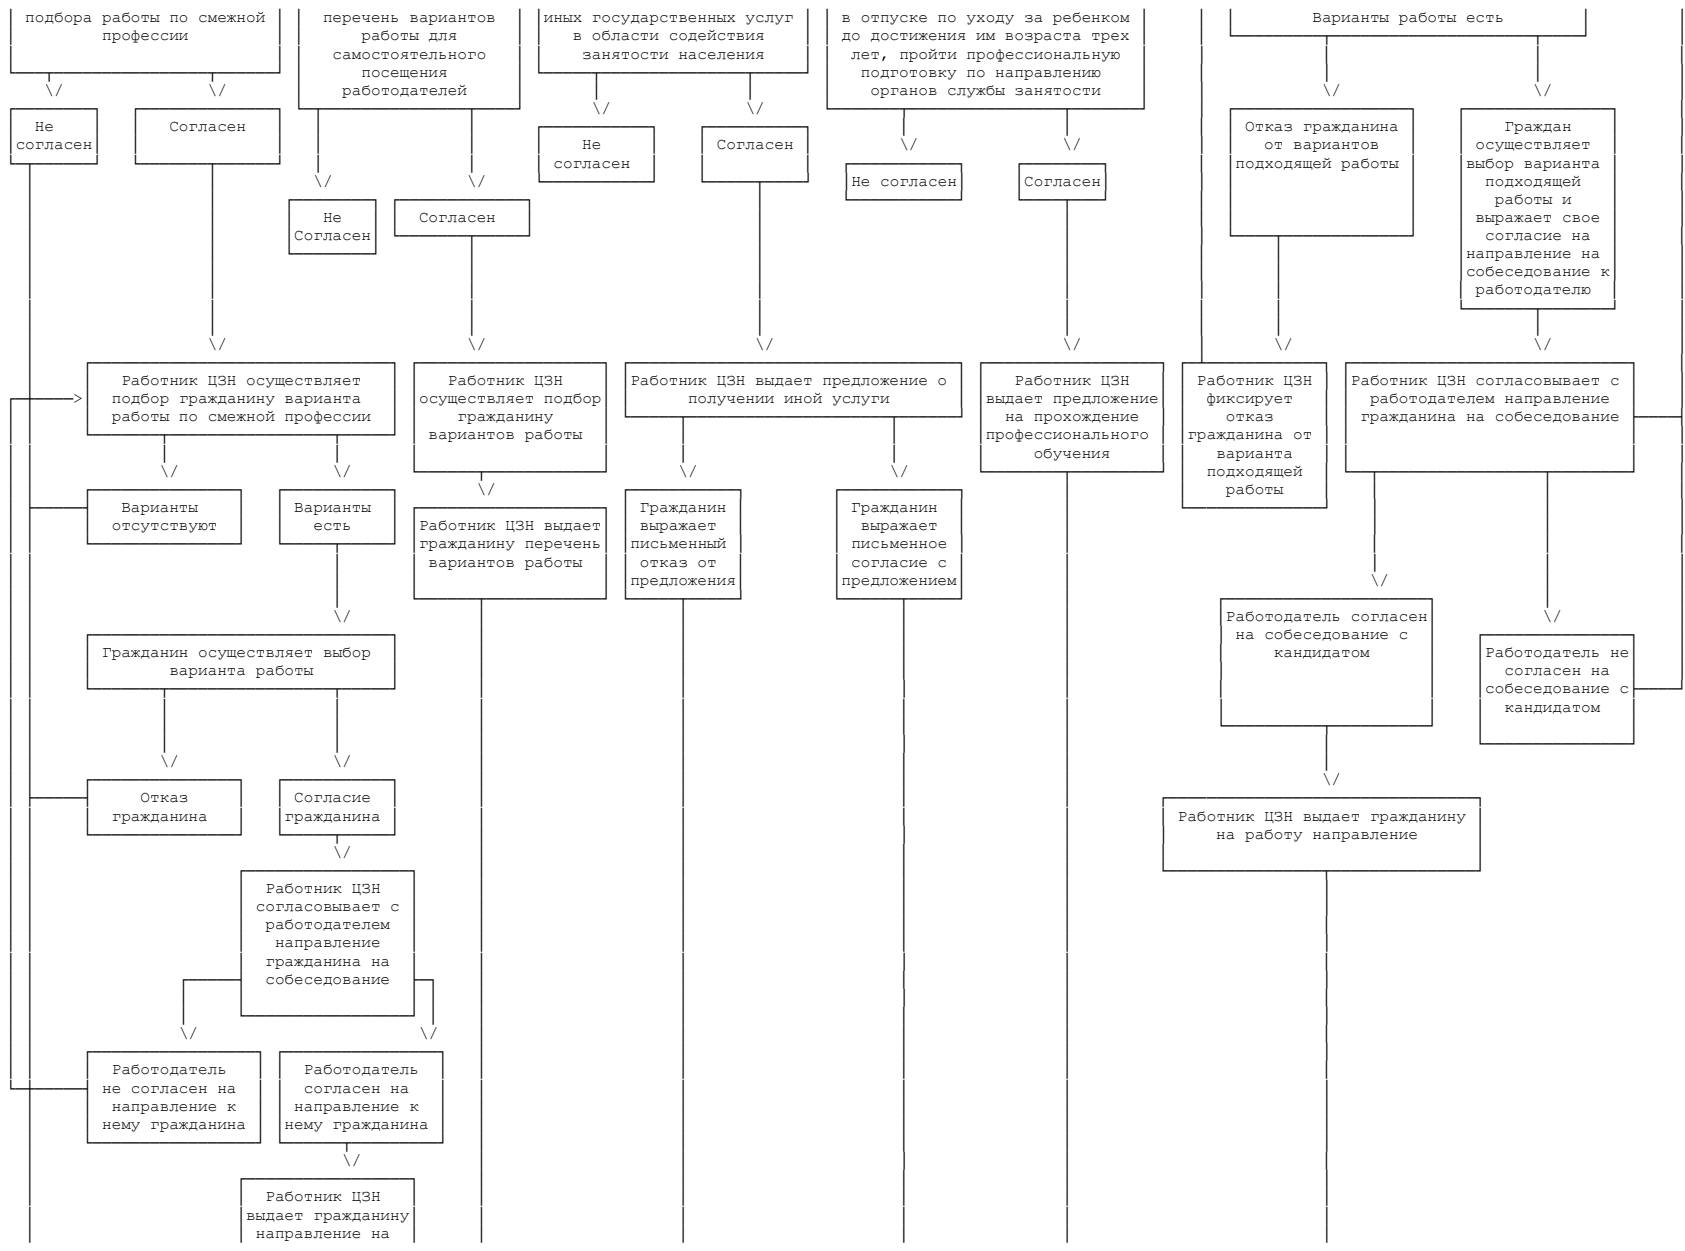 подбора работы по смежной
профессии
перечень вариантов
работы для
самостоятельного
посещения
работодателей
иных государственных услуг
в области содействия
занятости населения
в отпуске по уходу за ребенком
до достижения им возраста трех
лет, пройти профессиональную
подготовку по направлению
органов службы занятости
Варианты работы есть
Не
согласен
Согласен
Не
Согласен
Согласен
Не
согласен
Согласен
Не согласен
Согласен
Отказ гражданина
от вариантов
подходящей работы
Граждан
осуществляет
выбор варианта
подходящей
работы и
выражает свое
согласие на
направление на
собеседование к
работодателю
Работник ЦЗН осуществляет
подбор гражданину варианта
работы по смежной профессии
Работник ЦЗН
осуществляет подбор
гражданину
вариантов работы
Работник ЦЗН выдает предложение о
получении иной услуги
Работник ЦЗН
выдает предложение
на прохождение
профессионального
обучения
Работник ЦЗН
фиксирует
отказ
гражданина от
варианта
подходящей
работы
Работник ЦЗН согласовывает с
работодателем направление
гражданина на собеседование
Варианты
отсутствуют
Варианты
есть
Работник ЦЗН выдает
гражданину перечень
вариантов работы
Гражданин
выражает
письменный
отказ от
предложения
Гражданин
выражает
письменное
согласие с
предложением
Работодатель согласен
на собеседование с
кандидатом
Работодатель не
согласен на
собеседование с
кандидатом
Гражданин осуществляет выбор
варианта работы
Отказ
гражданина
Согласие
гражданина
Работник ЦЗН выдает гражданину
на работу направление
Работник ЦЗН
согласовывает с
работодателем
направление
гражданина на
собеседование
Работодатель
не согласен на
направление к
нему гражданина
Работодатель
согласен на
направление к
нему гражданина
Работник ЦЗН
выдает гражданину
направление на